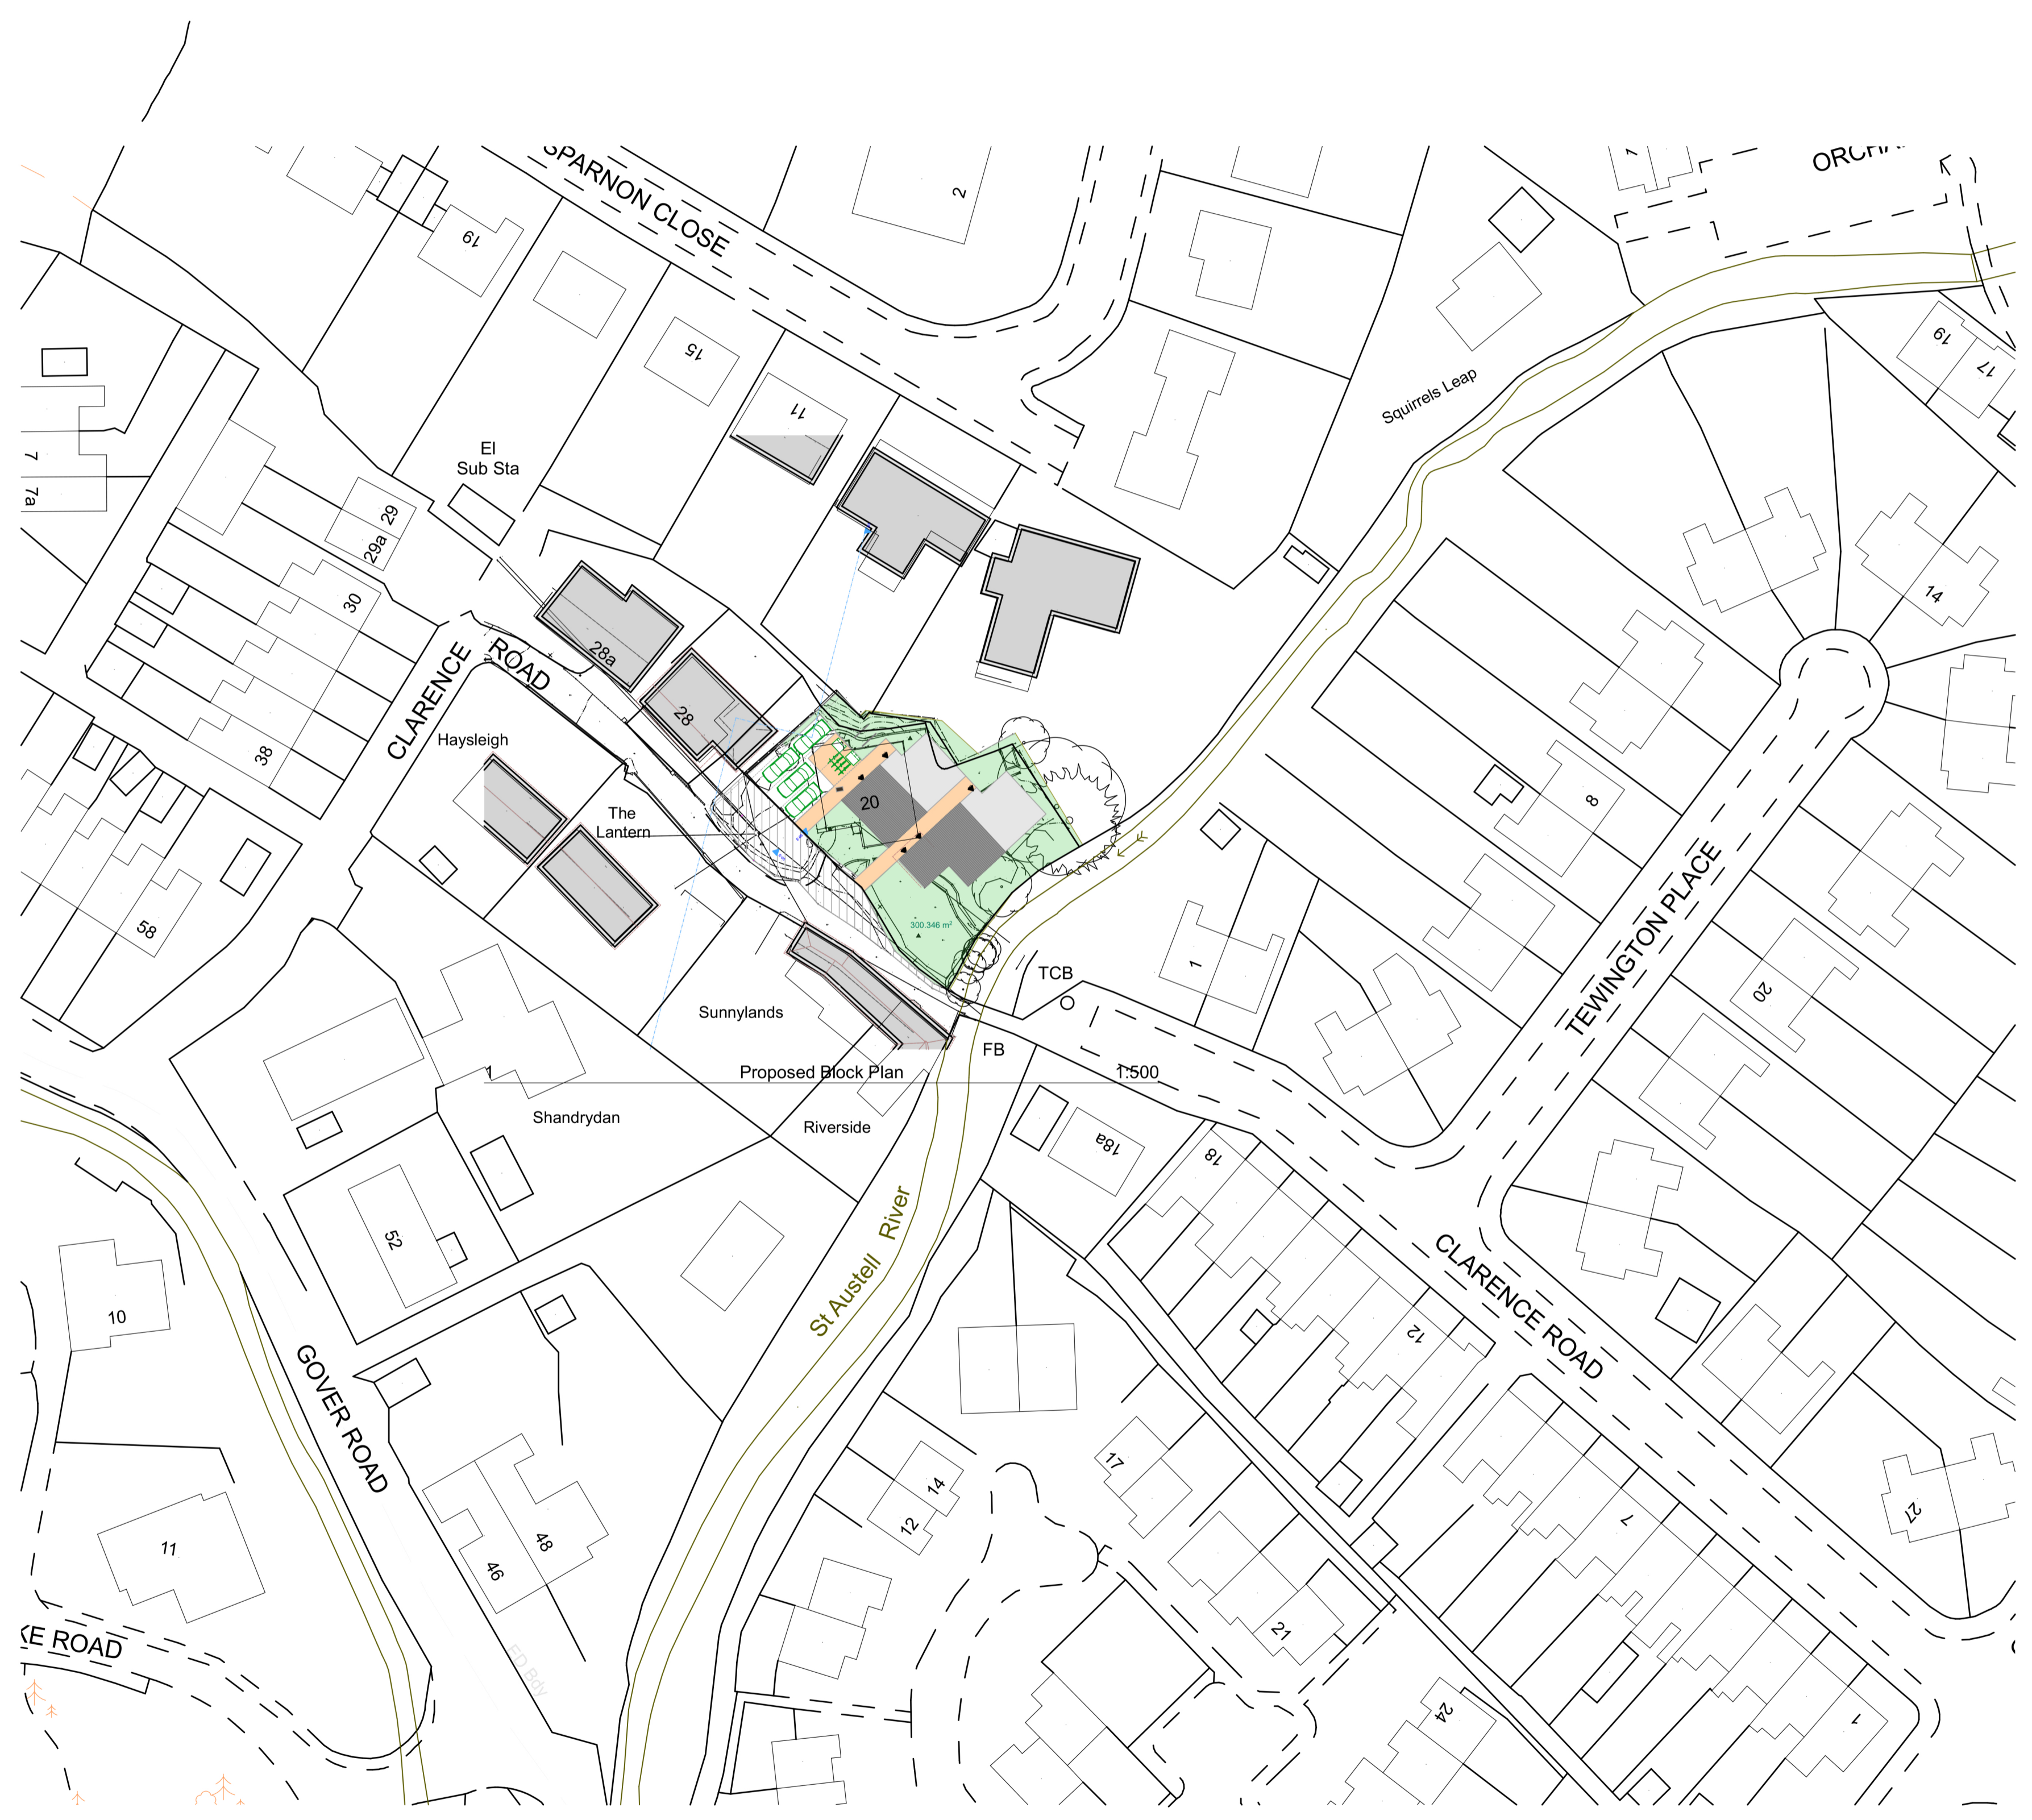 SPARNON CLOSE
2
19
15
11
19
17
Squirrels Leap
El
Sub Sta
7
7a
29
29a
30
38
28a
28
CLARENCE
ROAD
Haysleigh
The
Lantern
20
300.346 m²
14
8
1
20
TEWINGTON PLACE
58
TCB
FB
Sunnylands
1
Proposed Block Plan
1:500
Shandrydan
Riverside
18a
18
52
St Austell River
CLARENCE ROAD
12
10
GOVER ROAD
11
48
46
14
12
17
21
7
27
24
1
KE ROAD
ED Bdy